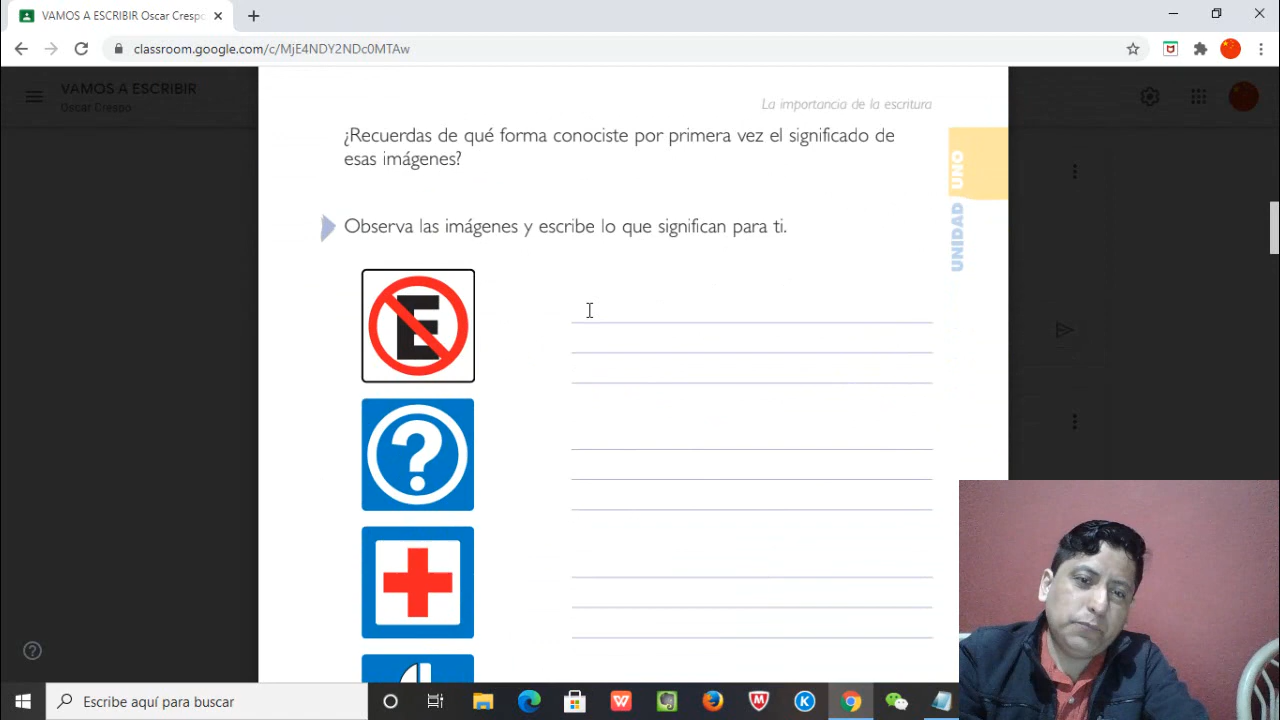 VAMOS A ESCRIBIR Oscar Crespo
classroom.google.com/c/MjE4NDY2NDc0MTAw
VAMOS A ESCRIBIR
Oscar Crespo
La importancia de la escritura
¿Recuerdas de qué forma conociste por primera vez el significado de
esas imágenes?
UNIDAD UNO
Observa las imágenes y escribe lo que significan para ti.
E
?
Escribe aquí para buscar